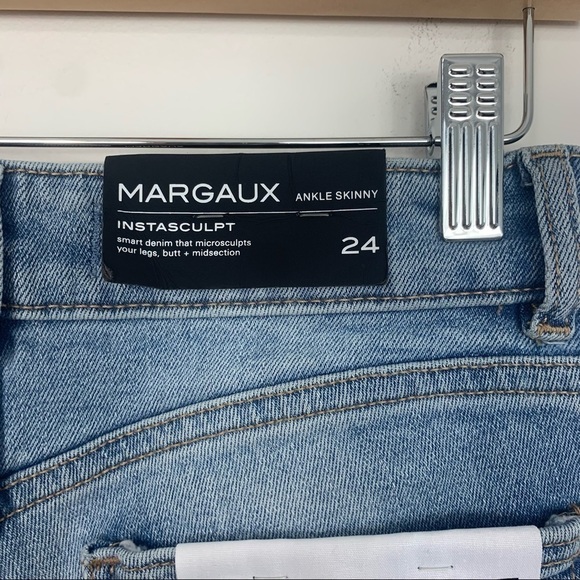 MARGAUX ANKLE SKINNY
INSTASCULPT
smart denim that microsculpts
your legs, butt + midsection
24